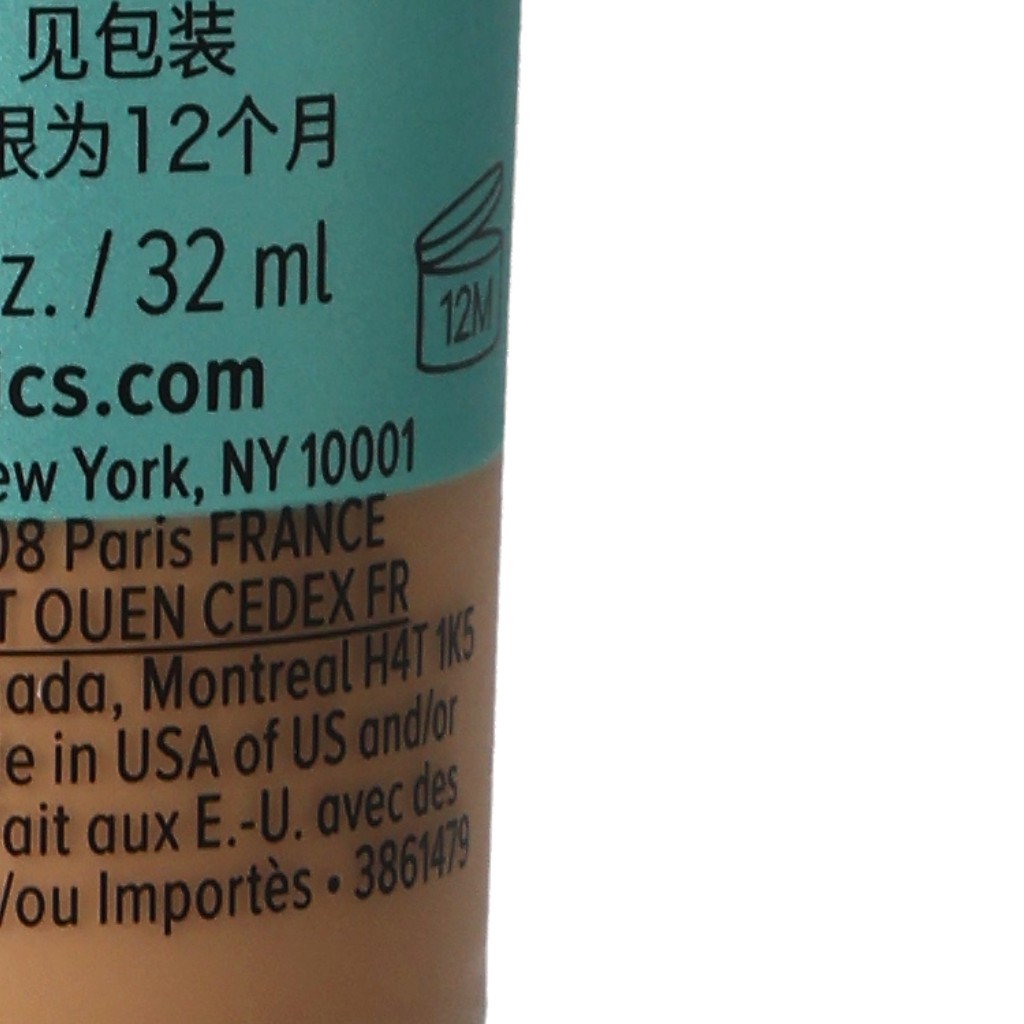 见包装
限为12个月
z. / 32 ml
12M
ics.com
ew York, NY 10001
08 Paris FRANCE
T OUEN CEDEX FR
ada, Montreal H4T 1K5
e in USA of US and/or
ait aux E.-U. avec des
/ou Importès • 3861479